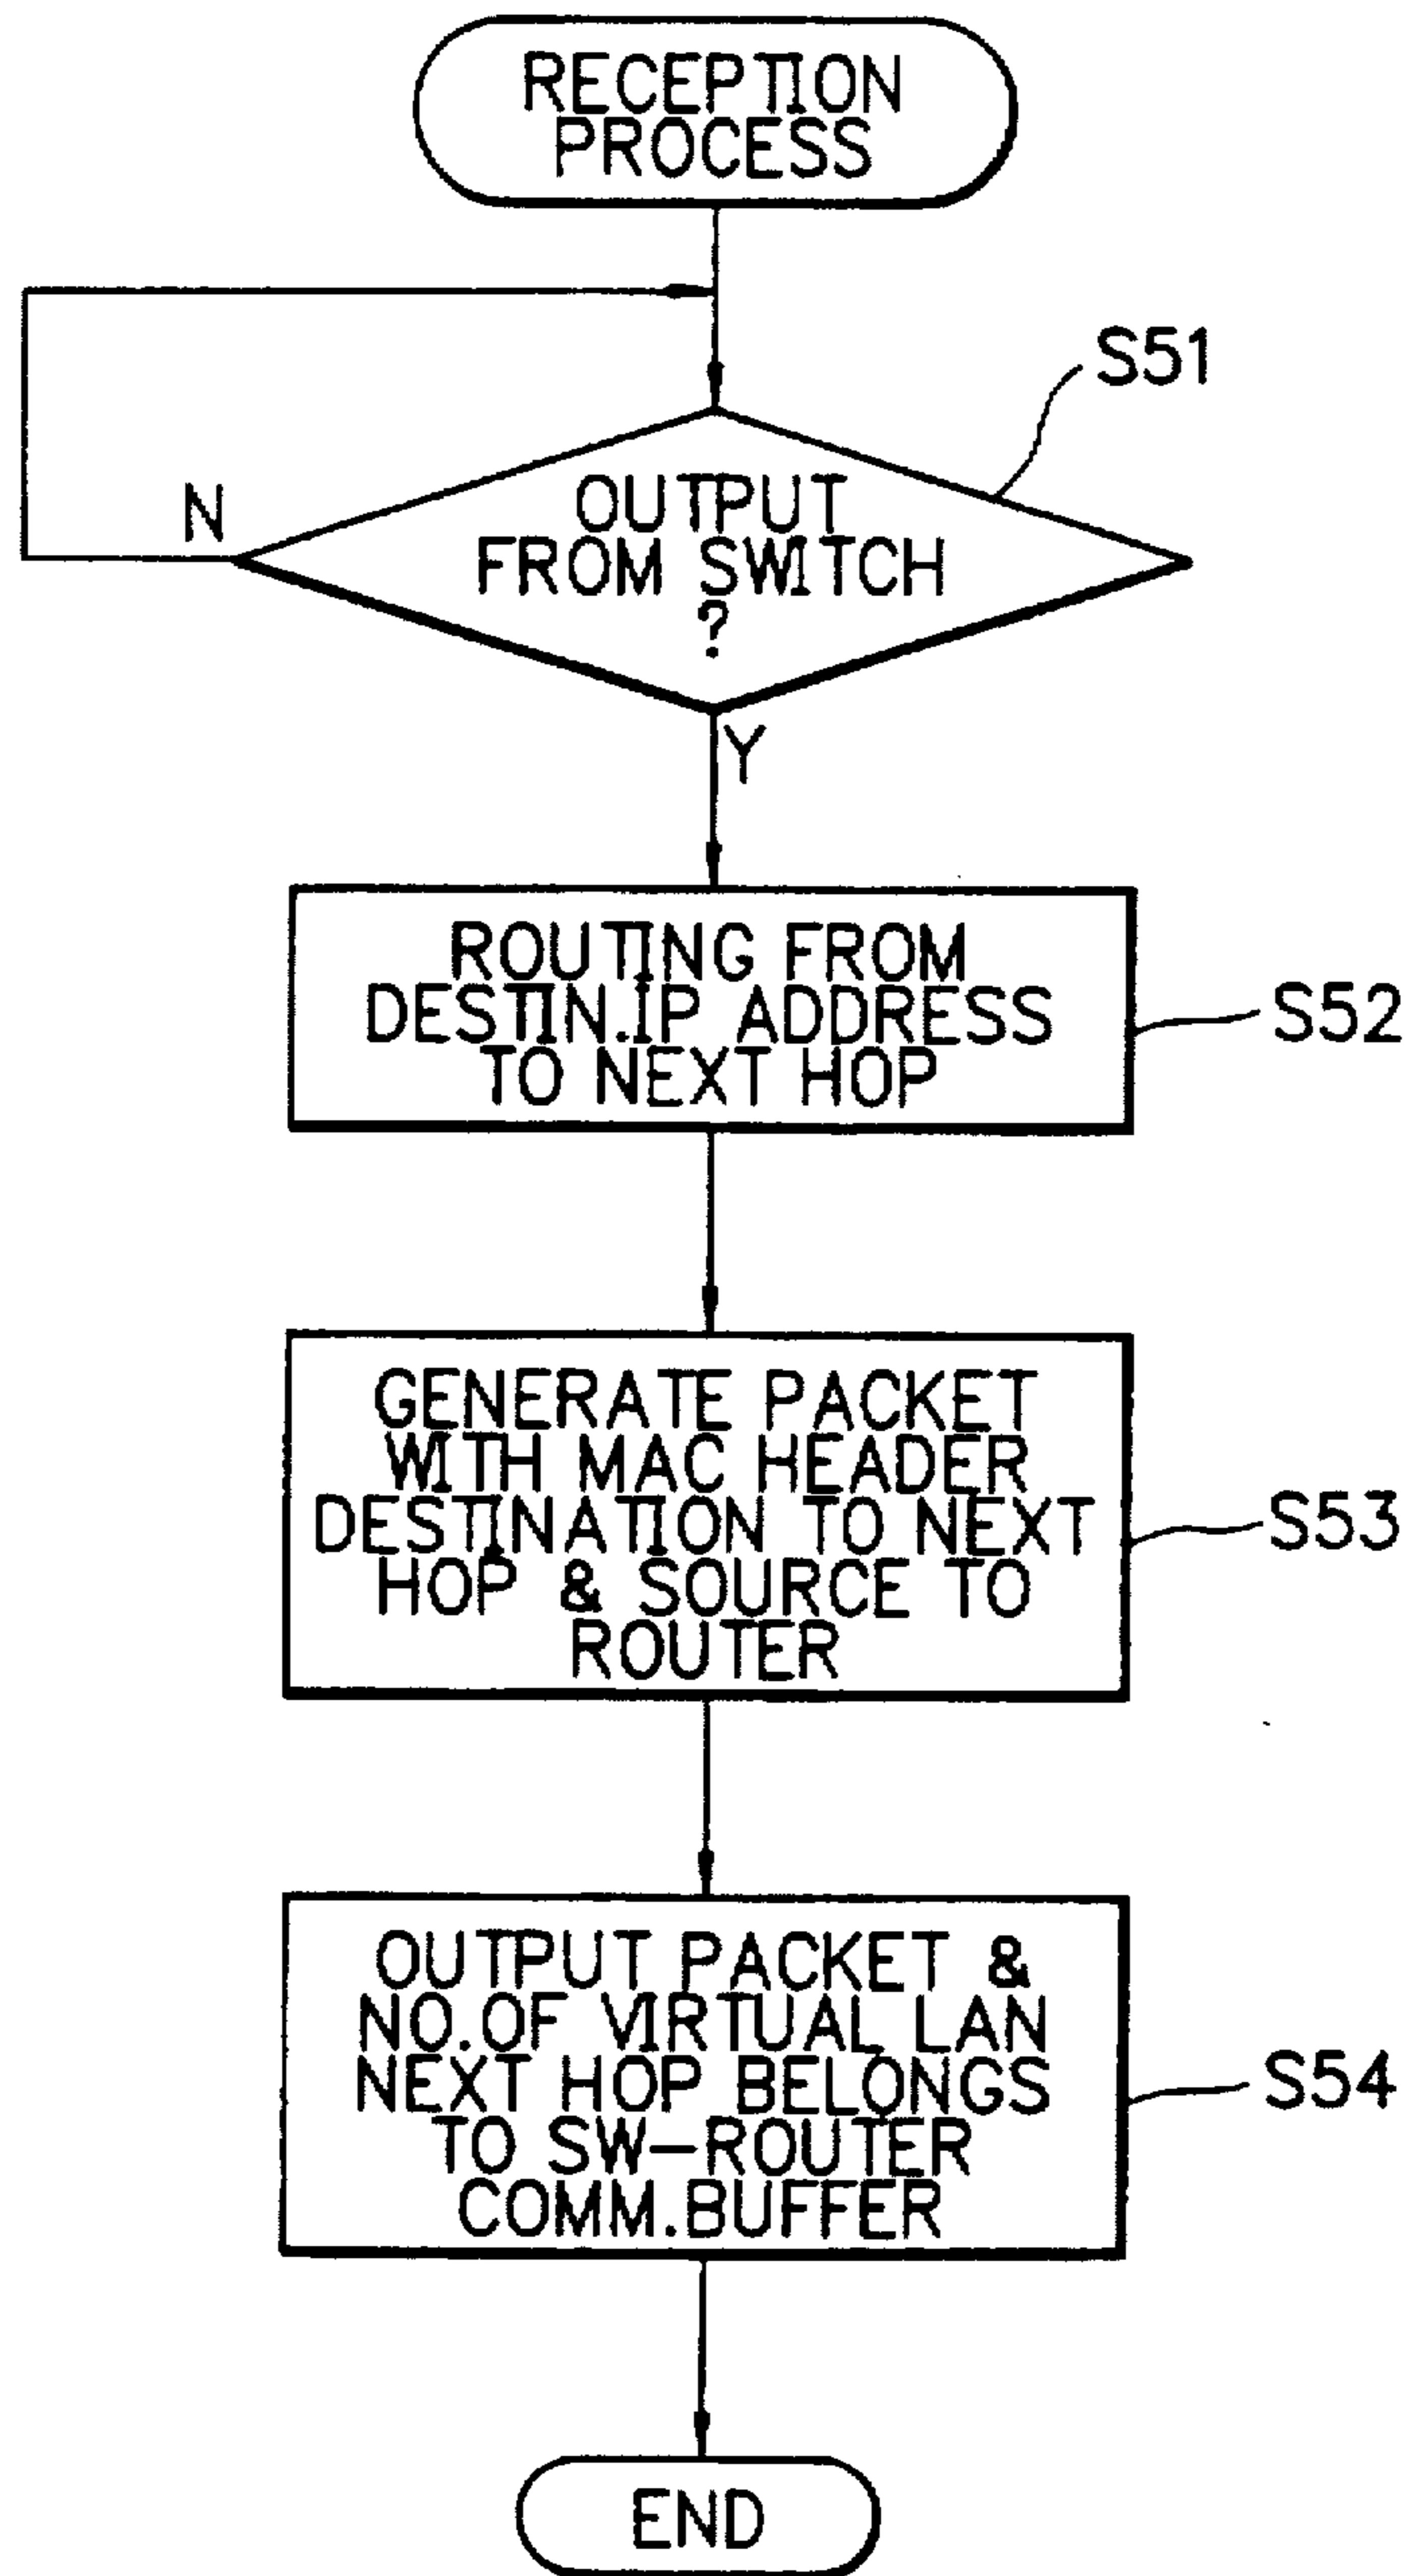 RECEPTION
PROCESS
S51
N
OUTPUT
FROM SWITCH
?
Y
ROUTING FROM
DESTIN.IP ADDRESS
TO NEXT HOP
S52
GENERATE PACKET
WITH MAC HEADER
DESTINATION TO NEXT
HOP & SOURCE TO
ROUTER
S53
OUTPUT PACKET &
NO.OF VIRTUAL LAN
NEXT HOP BELONGS
TO SW-ROUTER
COMM.BUFFER
S54
END